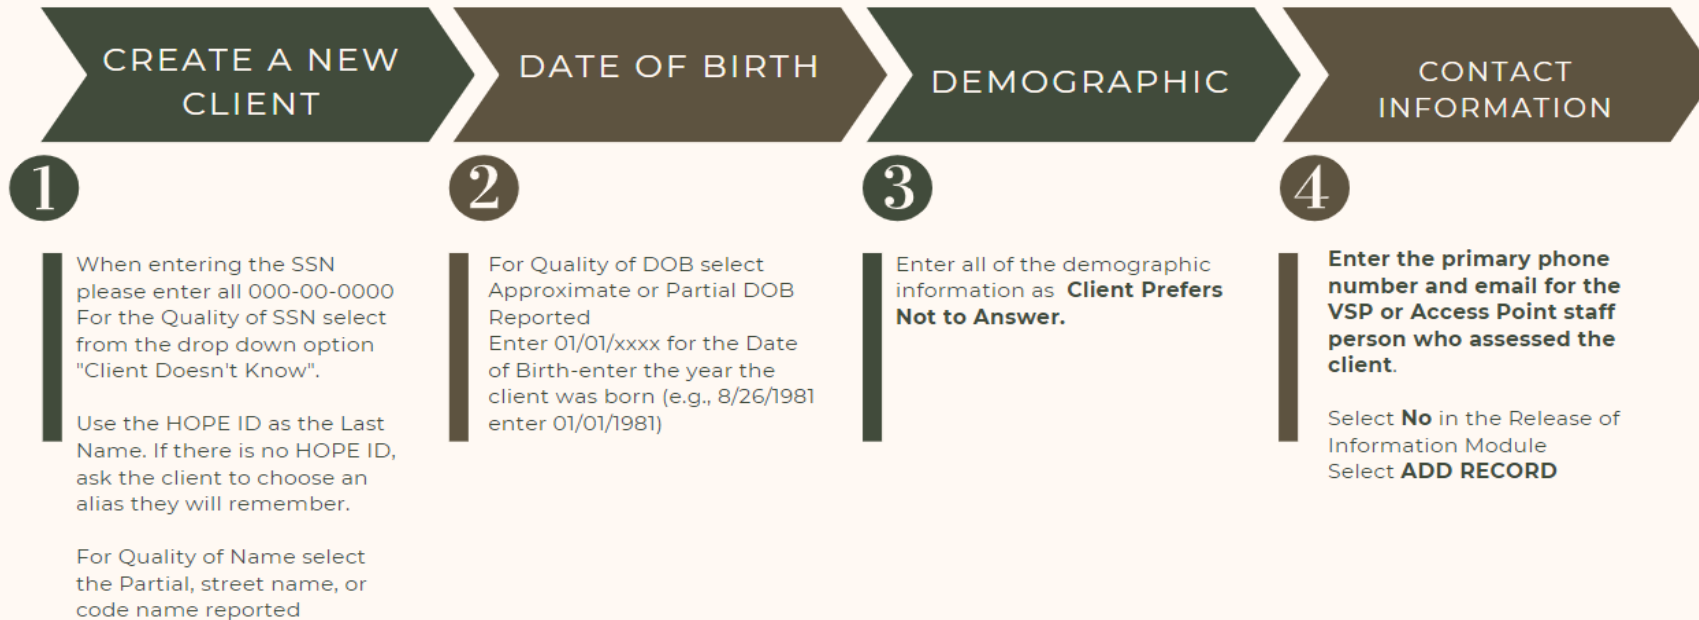 CREATE A NEW
CLIENT
1
When entering the SSN
please enter all 000-00-0000
For the Quality of SSN select
from the drop down option
"Client Doesn't Know".
Use the HOPE ID as the Last
Name. If there is no HOPE ID,
ask the client to choose an
alias they will remember.
For Quality of Name select
the Partial, street name, or
code name reported
DATE OF BIRTH
2
For Quality of DOB select
Approximate or Partial DOB
Reported
Enter 01/01/xxxx for the Date
of Birth-enter the year the
client was born (e.g., 8/26/1981
enter 01/01/1981)
DEMOGRAPHIC
3
Enter all of the demographic
information as Client Prefers
Not to Answer.
CONTACT
INFORMATION
4
Enter the primary phone
number and email for the
VSP or Access Point staff
person who assessed the
client.
Select No in the Release of
Information Module
Select ADD RECORD